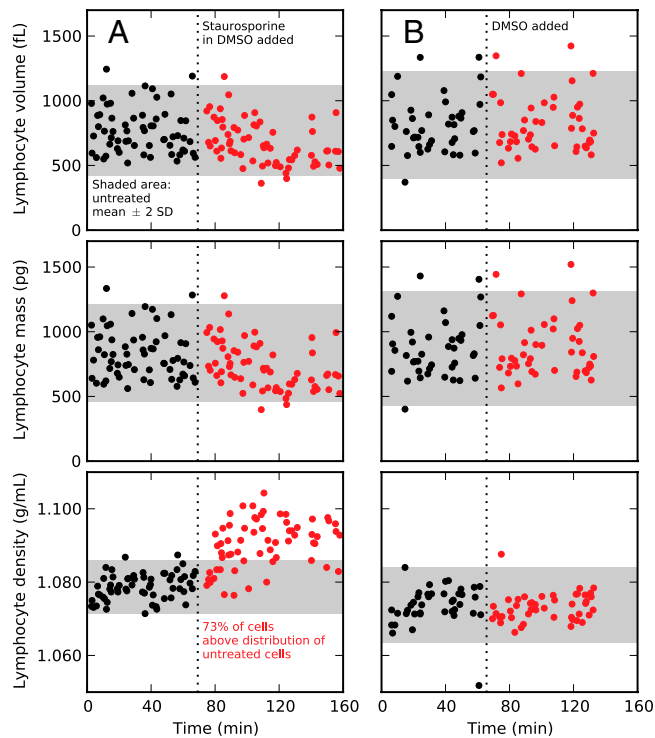 A
B
Staurosporine
in DMSO added
DMSO added
Lymphocyte volume (fL)
1500
1000
500
0
Shaded area:
untreated
mean ± 2 SD
Lymphocyte mass (pg)
1500
1000
500
0
Lymphocyte density (g/mL)
1.100
1.080
1.060
73% of cells
above distribution of
untreated cells
0 40 80 120 160
0 40 80 120 160
Time (min)
Time (min)